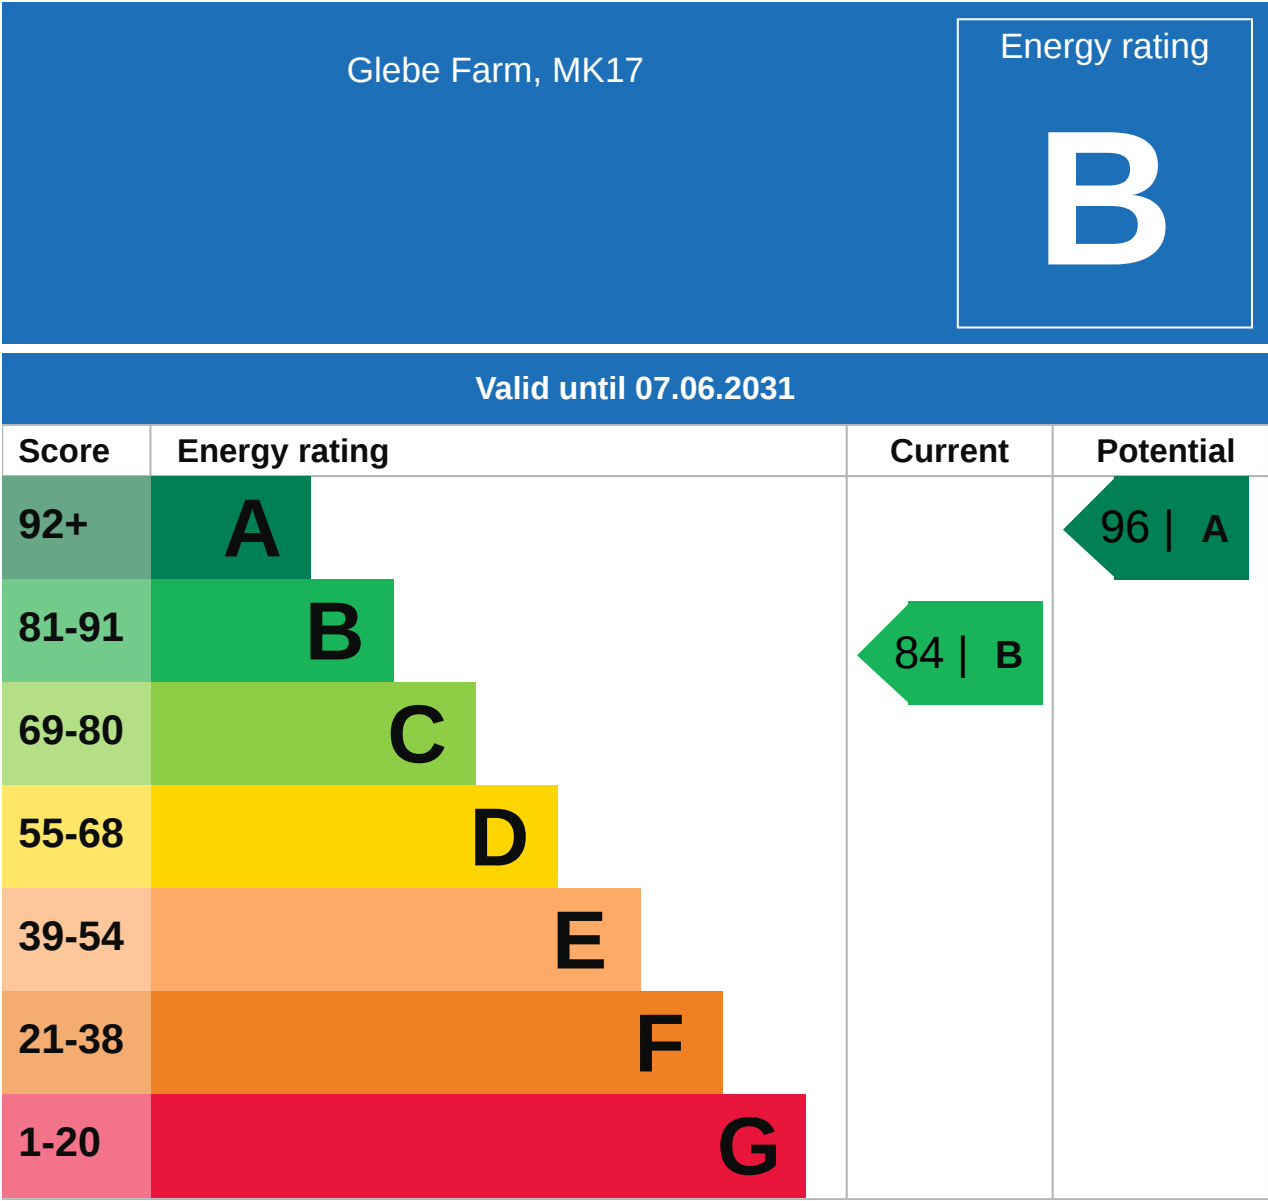 Glebe Farm, MK17
Energy rating
B
Valid until 07.06.2031
Score Energy rating Current Potential
92+ A 96 | A
81-91 B 84 | B
69-80 C
55-68 D
39-54 E
21-38 F
1-20 G